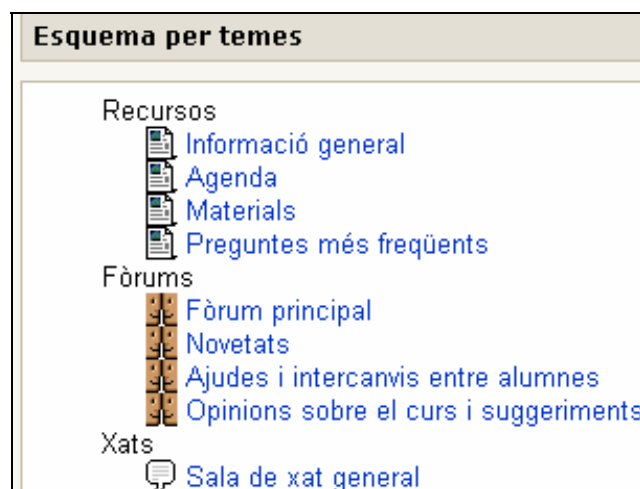 Esquema per temes
Recursos
Informació general
Agenda
Materials
Preguntes més freqüents
Fòrums
Fòrum principal
Novetats
Ajudes i intercanvis entre alumnes
Opinions sobre el curs i suggeriments
Xats
Sala de xat general